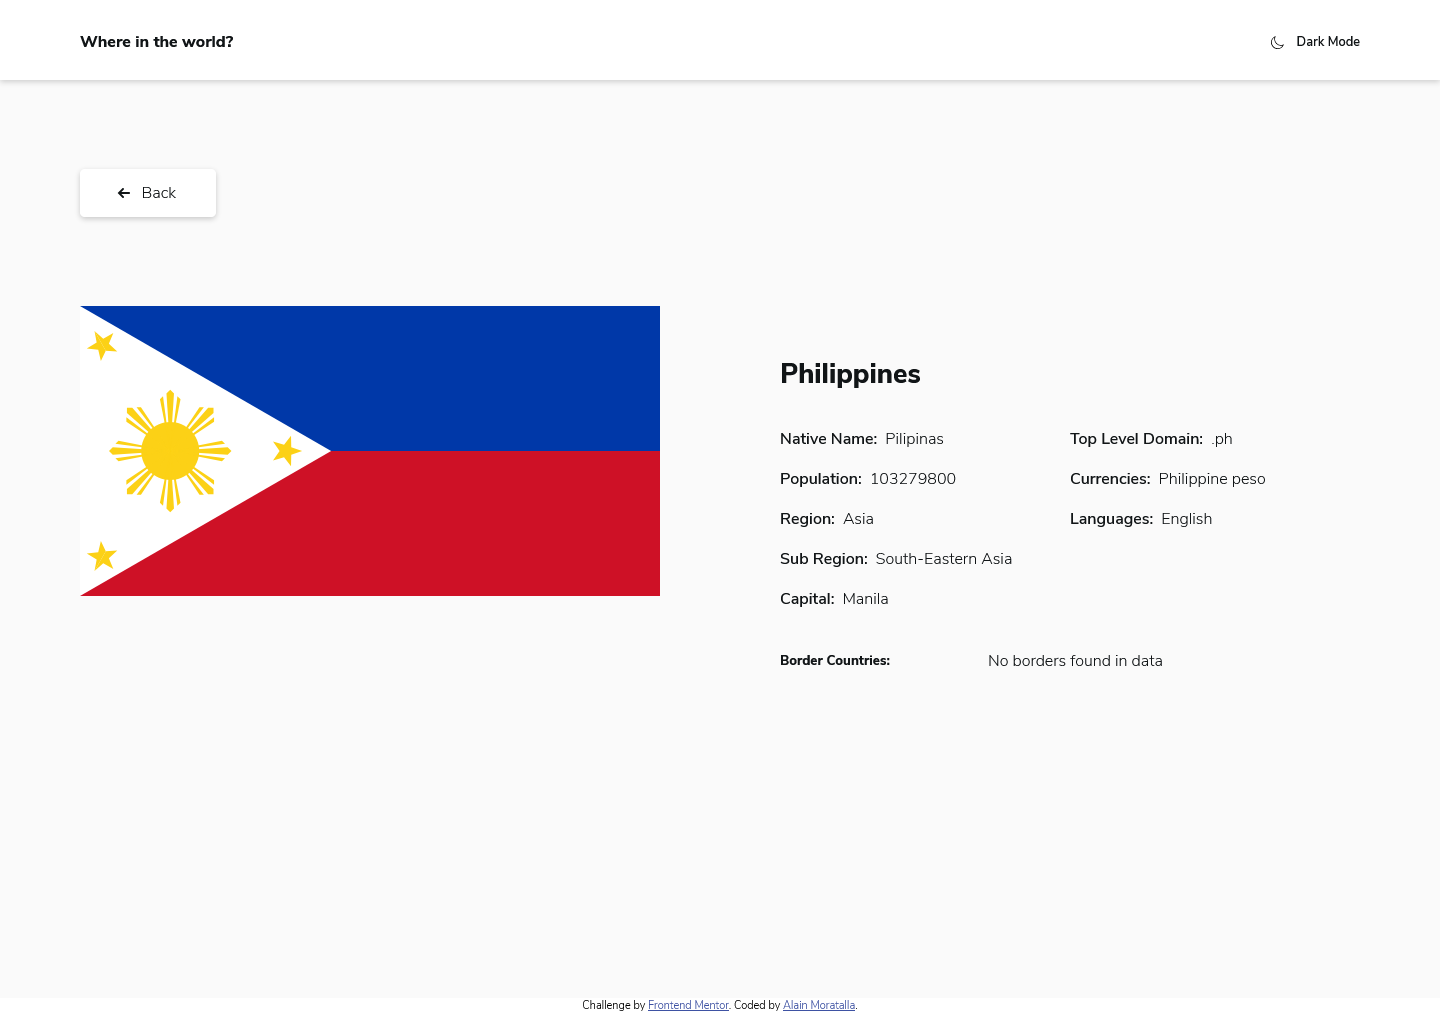 Where in the world?
Dark Mode
Back
Philippines
Native Name: Pilipinas
Population: 103279800
Region: Asia
Sub Region: South-Eastern Asia
Capital: Manila
Top Level Domain: .ph
Currencies: Philippine peso
Languages: English
Border Countries: No borders found in data
Challenge by Frontend Mentor. Coded by Alain Moratalla.